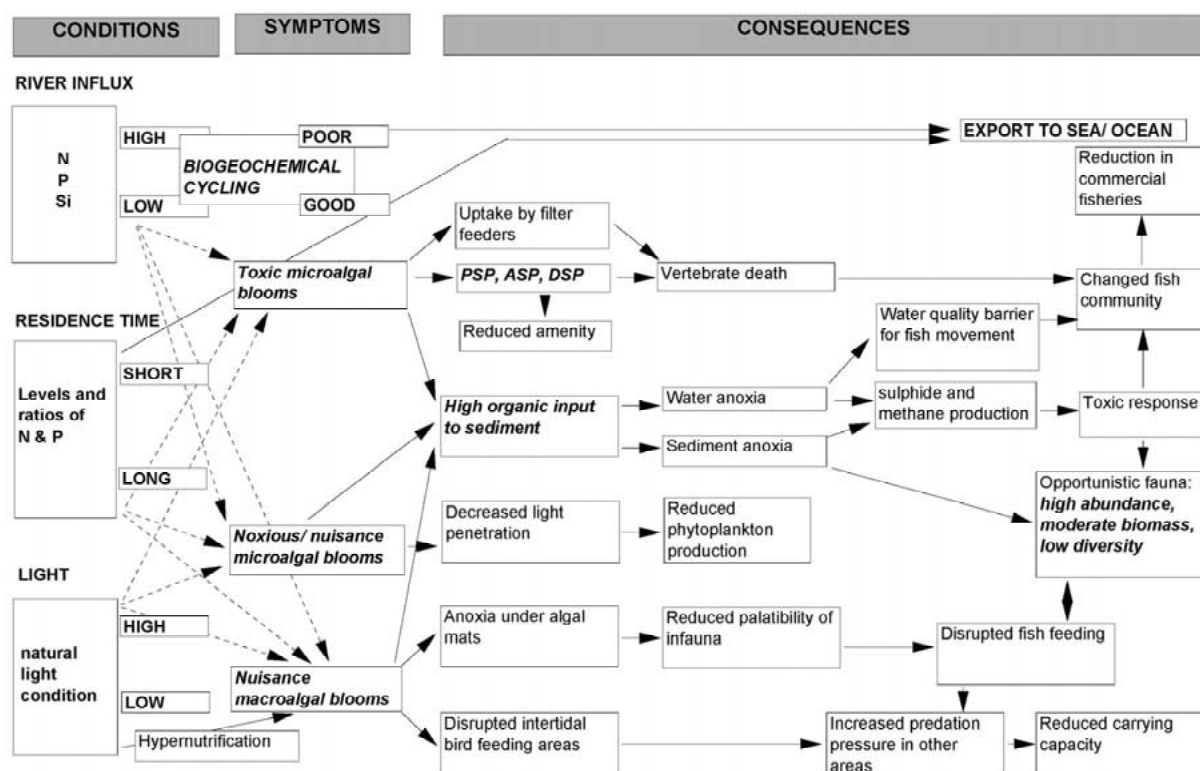 CONDITIONS
SYMPTOMS
CONSEQUENCES
RIVER INFLUX
N
P
Si
HIGH
LOW
BIOGEOCHEMICAL
CYCLING
POOR
GOOD
EXPORT TO SEA/ OCEAN
Reduction in
commercial
fisheries
Uptake by filter
feeders
Toxic microalgal
blooms
PSP, ASP, DSP
Vertebrate death
Changed fish
community
Reduced amenity
Water quality barrier
for fish movement
RESIDENCE TIME
Levels and
ratios of
N & P
SHORT
LONG
High organic input
to sediment
Water anoxia
sulphide and
methane production
Toxic response
Sediment anoxia
Opportunistic fauna:
high abundance,
moderate biomass,
low diversity
Noxious/ nuisance
microalgal blooms
Decreased light
penetration
Reduced
phytoplankton
production
LIGHT
natural
light
condition
HIGH
LOW
Hypernutrification
Nuisance
macroalgal blooms
Anoxia under algal
mats
Reduced palatibility of
infauna
Disrupted fish feeding
Disrupted intertidal
bird feeding areas
Increased predation
pressure in other
areas
Reduced carrying
capacity